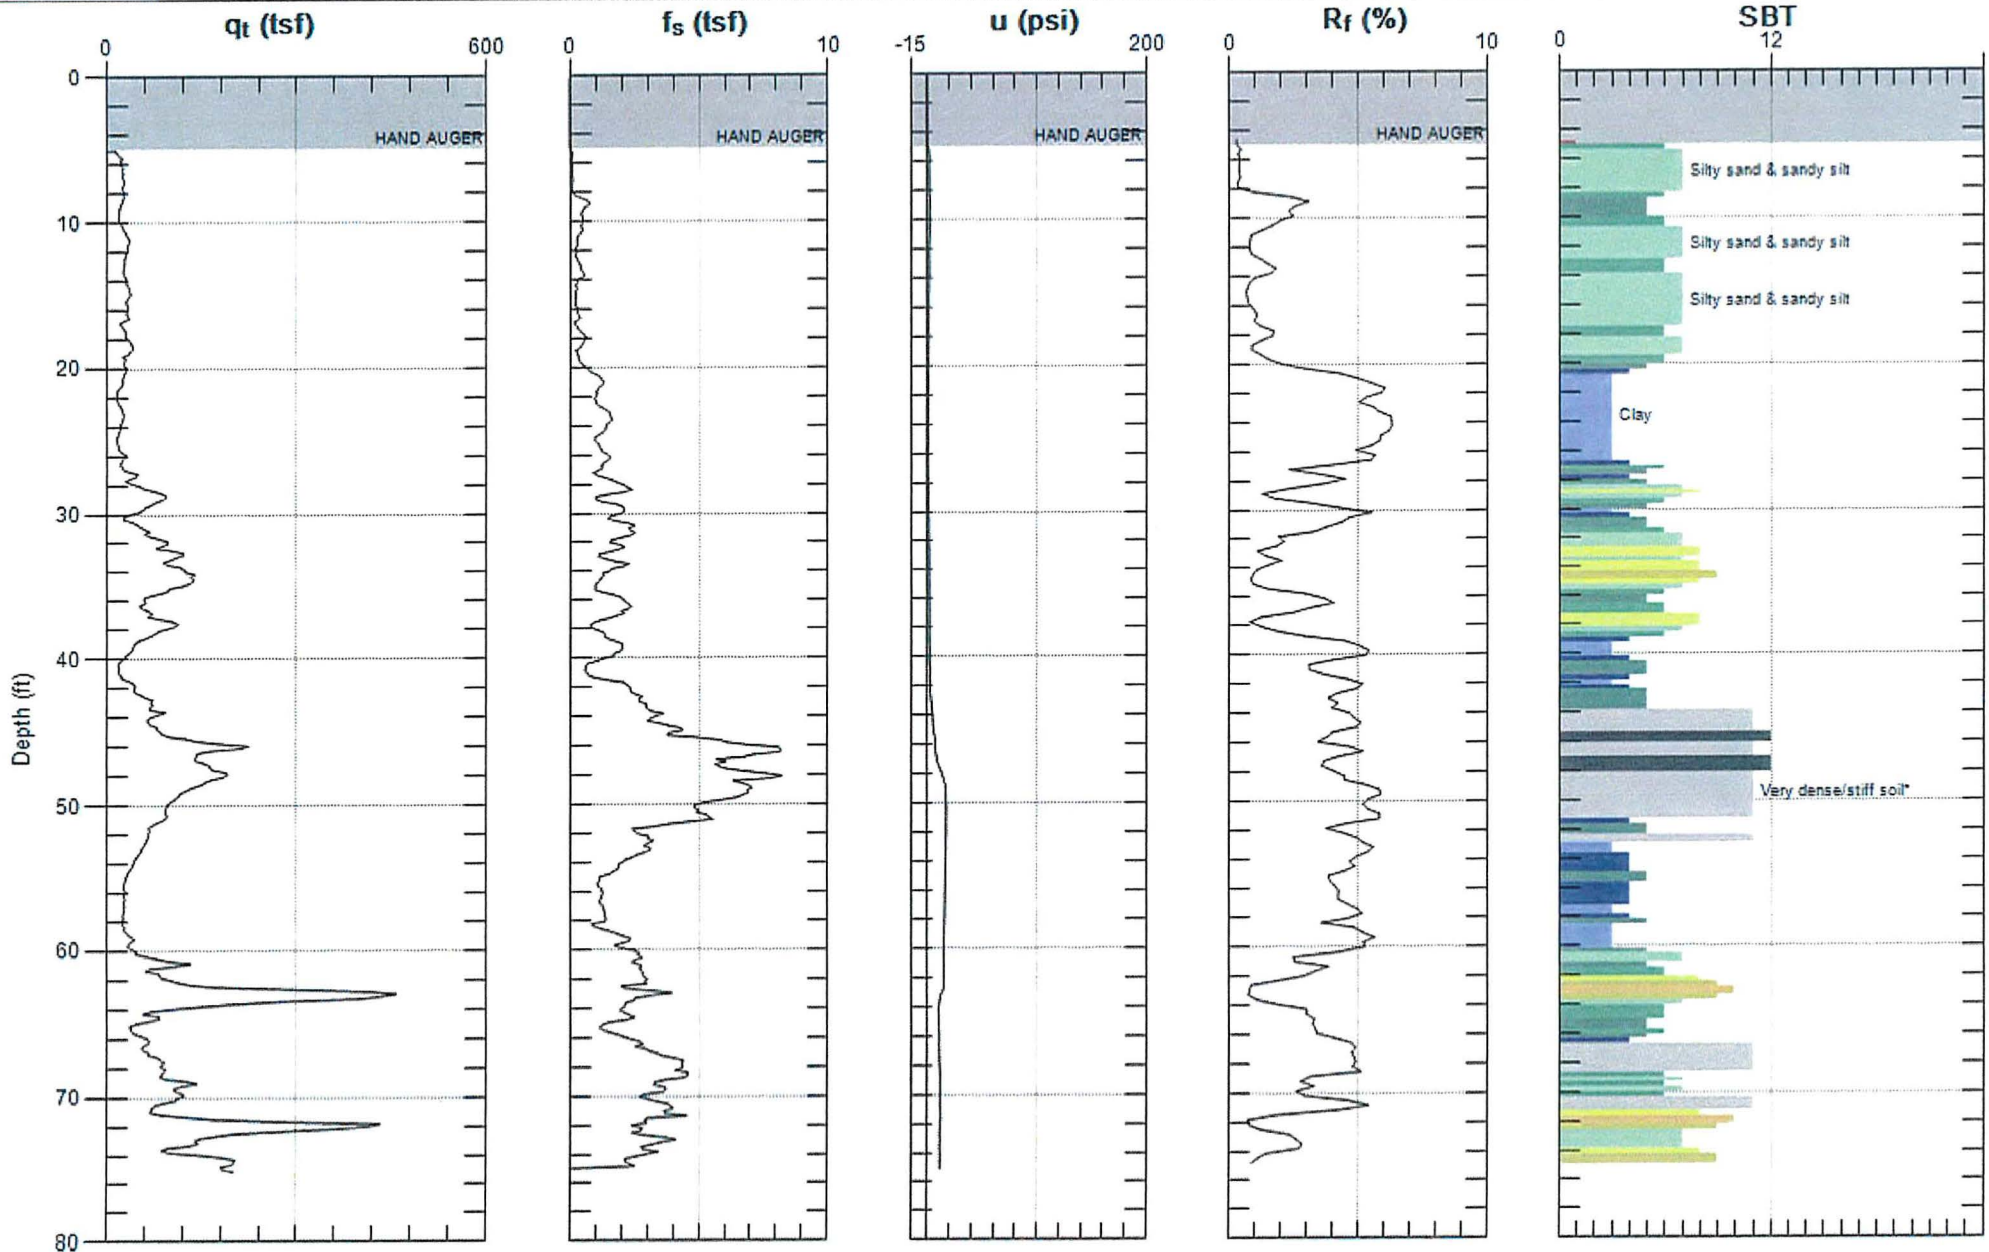 qt (tsf)
fs (tsf)
u (psi)
Rf (%)
SBT
0
600
0
10
-15
200
0
10
0
12
0
HAND AUGER
HAND AUGER
HAND AUGER
HAND AUGER
Silty sand & sandy silt
10
Silty sand & sandy silt
Silty sand & sandy silt
20
Clay
30
40
Depth (ft)
50
Very dense/stiff soil*
60
70
80